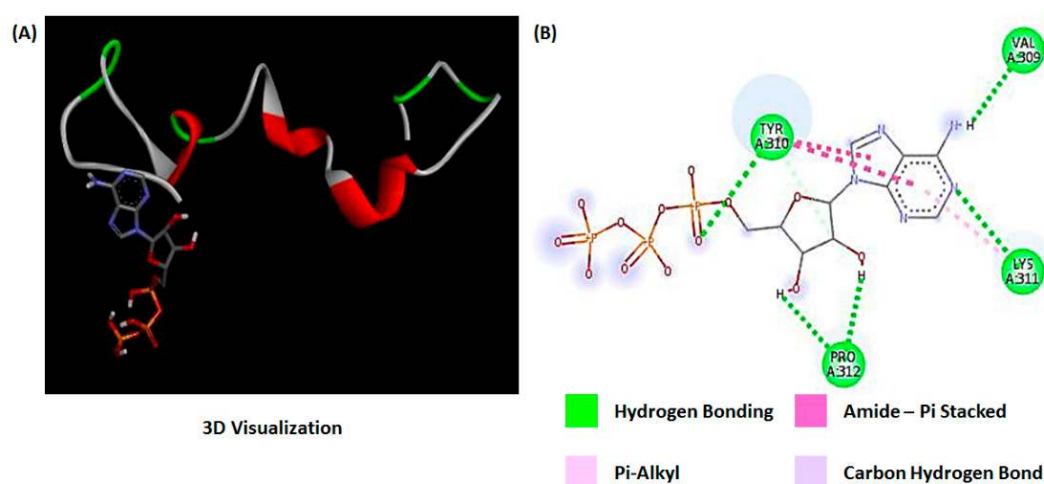 (A)
3D Visualization
(B)
VAL
A:309
TYR
A:310
LYS
A:311
PRO
A:312
N
H
N
N
N
N
N
O
O
O
O
P
O
P
O
P
O
O
O
O
O
O
H
O
H
Hydrogen Bonding
Amide – Pi Stacked
Pi-Alkyl
Carbon Hydrogen Bond